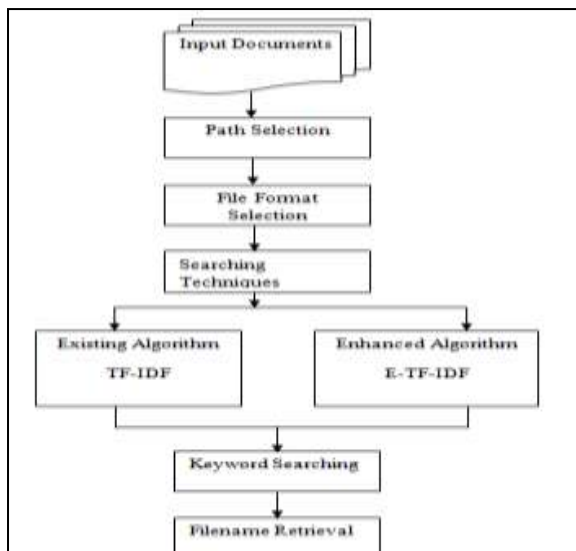 Input Documents
Path Selection
File Format
Selection
Searching
Techniques
Existing Algorithm
TF-IDF
Enhanced Algorithm
E-TF-IDF
Keyword Searching
Filename Retrieval